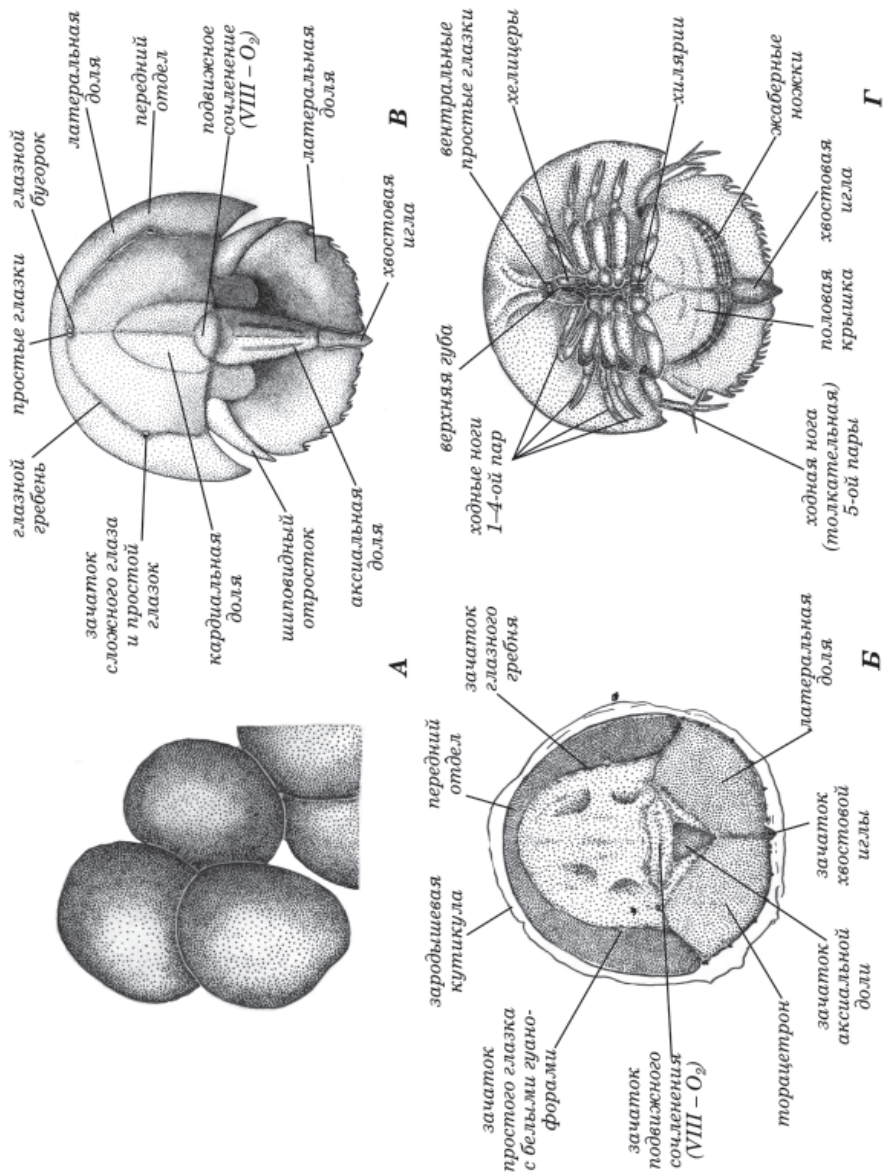 А
глазной
гребень
простые глазки
глазной
бугорок
латеральная
доля
передний
отдел
подвижное
сочленение
(VIII – O₂)
латеральная
доля
зачаток
сложного глаза
и простой
глазок
кардиальная
доля
шиповидный
отросток
аксиальная
доля
хвостовая
игла
В
зародышевая
кутикула
передний
отдел
зачаток
глазного
гребня
зачаток
простого глазка
с белыми гуано-
форами
зачаток
подвижного
сочленения
(VIII – O₂)
торацетрон
зачаток
аксиальной
доли
зачаток
хвостовой
иглы
латеральная
доля
Б
верхняя губа
вентральные
простые глазки
хелицеры
ходные ноги
1–4-ой пар
хилярии
ходная нога
(толкательная)
5-ой пары
половая
крышка
хвостовая
игла
жаберные
ножки
Г